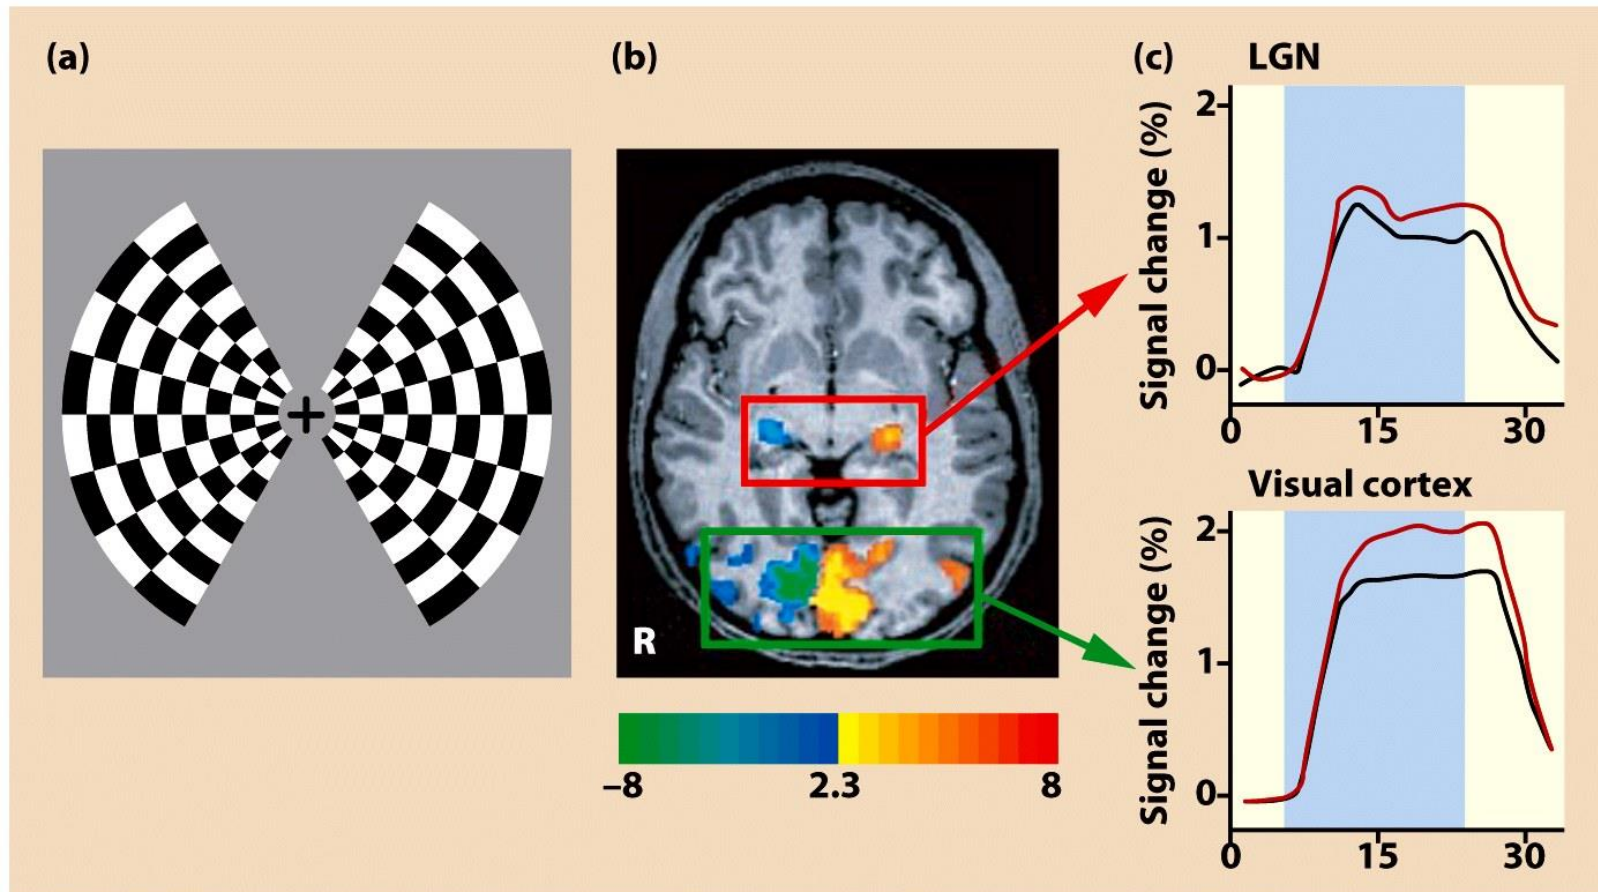 (a)
(b)
(c)
LGN
Signal change (%)
2
1
0
0 15 30
Visual cortex
Signal change (%)
2
1
0
0 15 30
R
–8 2.3 8